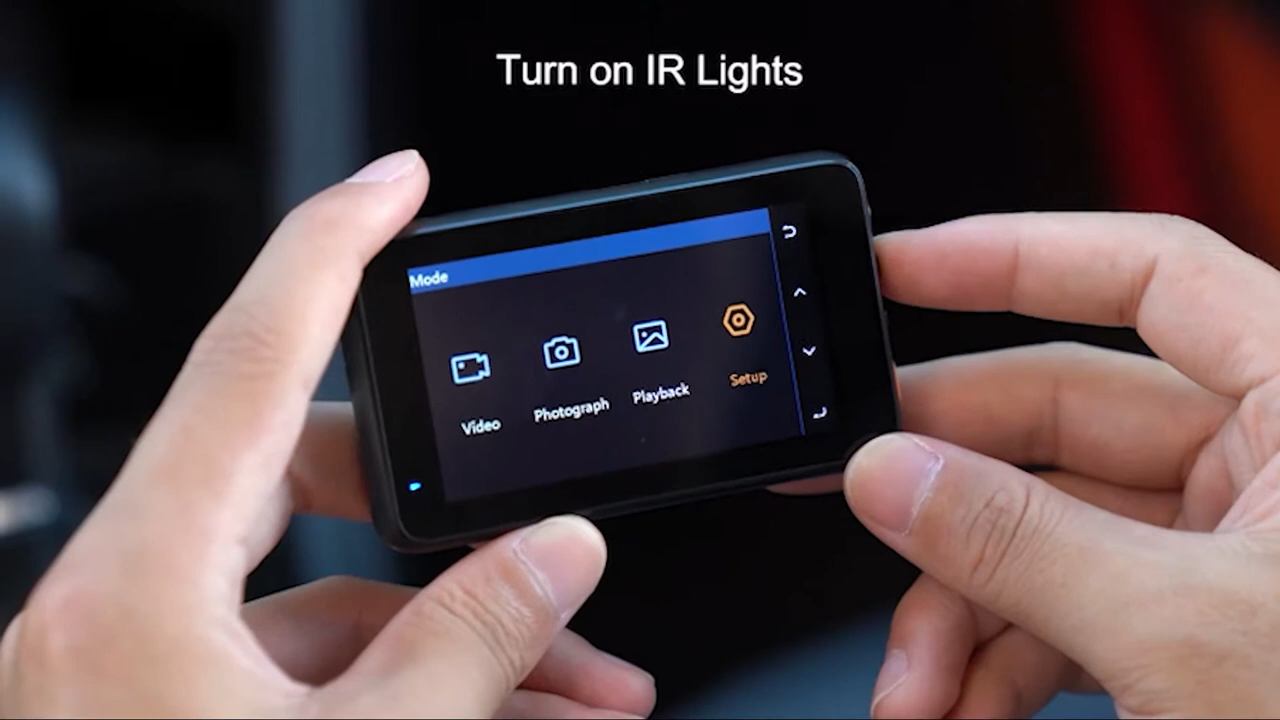 Turn on IR Lights
Mode
Video
Photograph
Playback
Setup